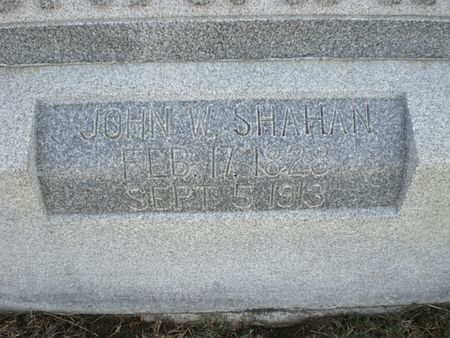 JOHN W. SHAHAN
FEB. 17, 1828
SEPT. 5, 1913